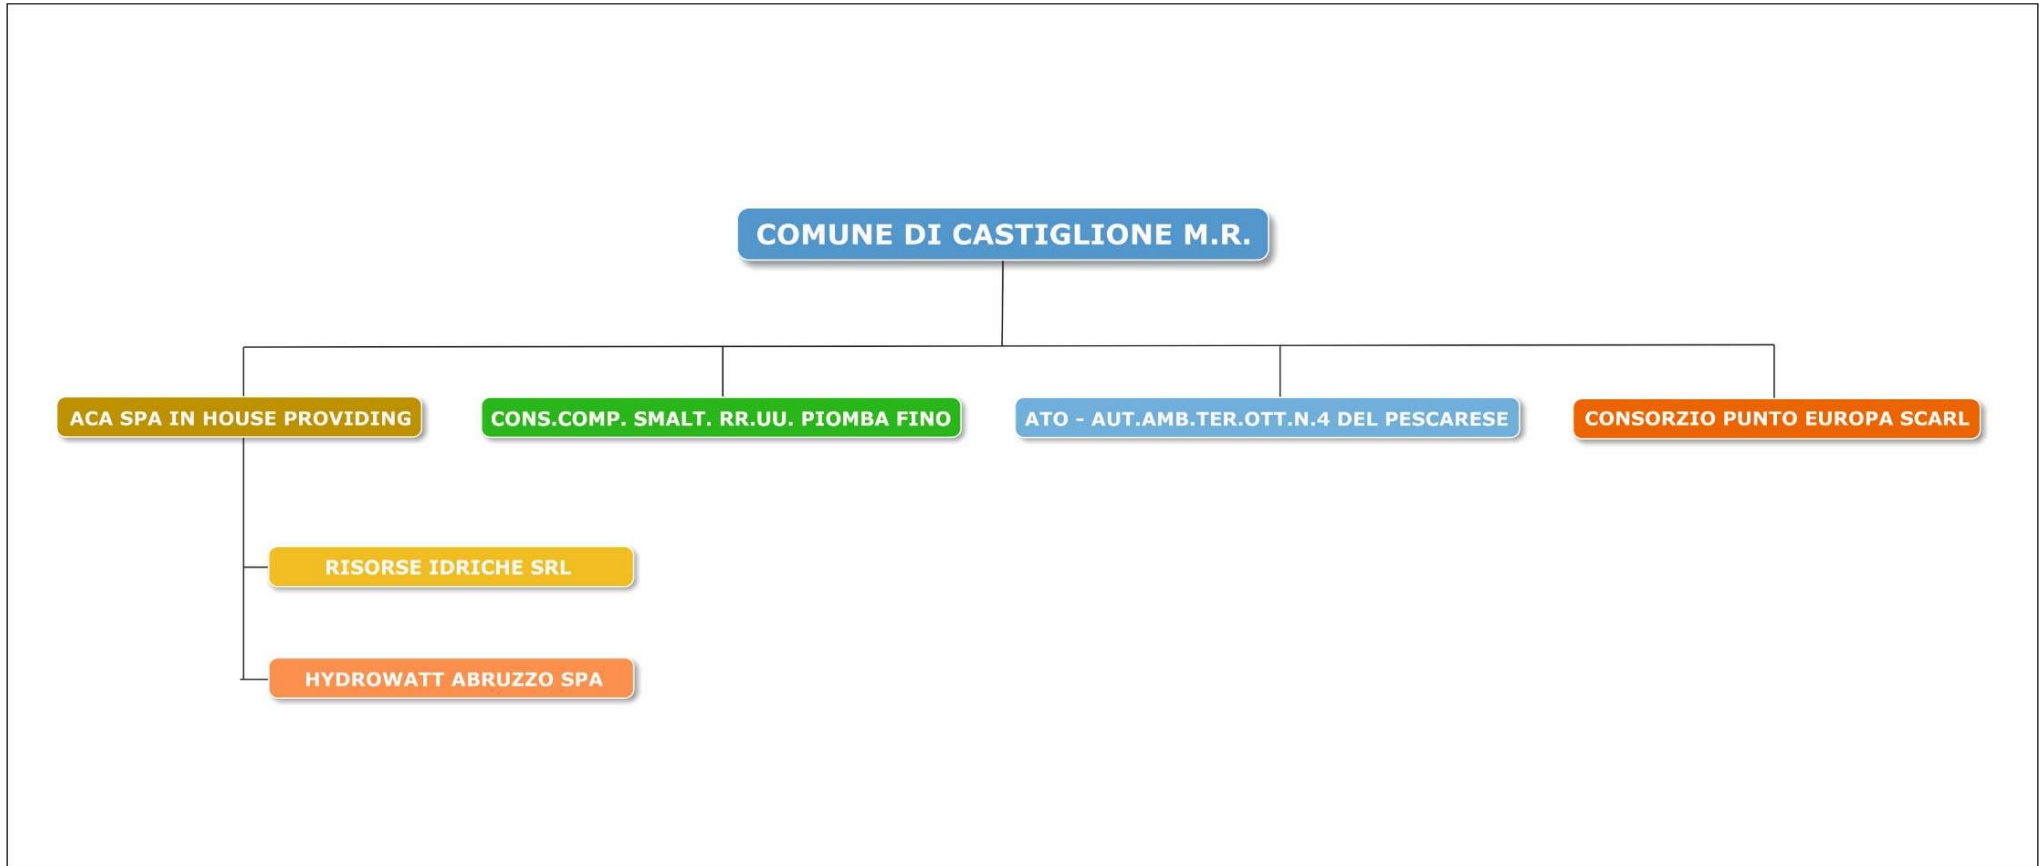 COMUNE DI CASTIGLIONE M.R.
ACA SPA IN HOUSE PROVIDING
CONS.COMP. SMALT. RR.UU. PIOMBA FINO
ATO - AUT.AMB.TER.OTT.N.4 DEL PESCARESE
CONSORZIO PUNTO EUROPA SCARL
RISORSE IDRICHE SRL
HYDROWATT ABRUZZO SPA